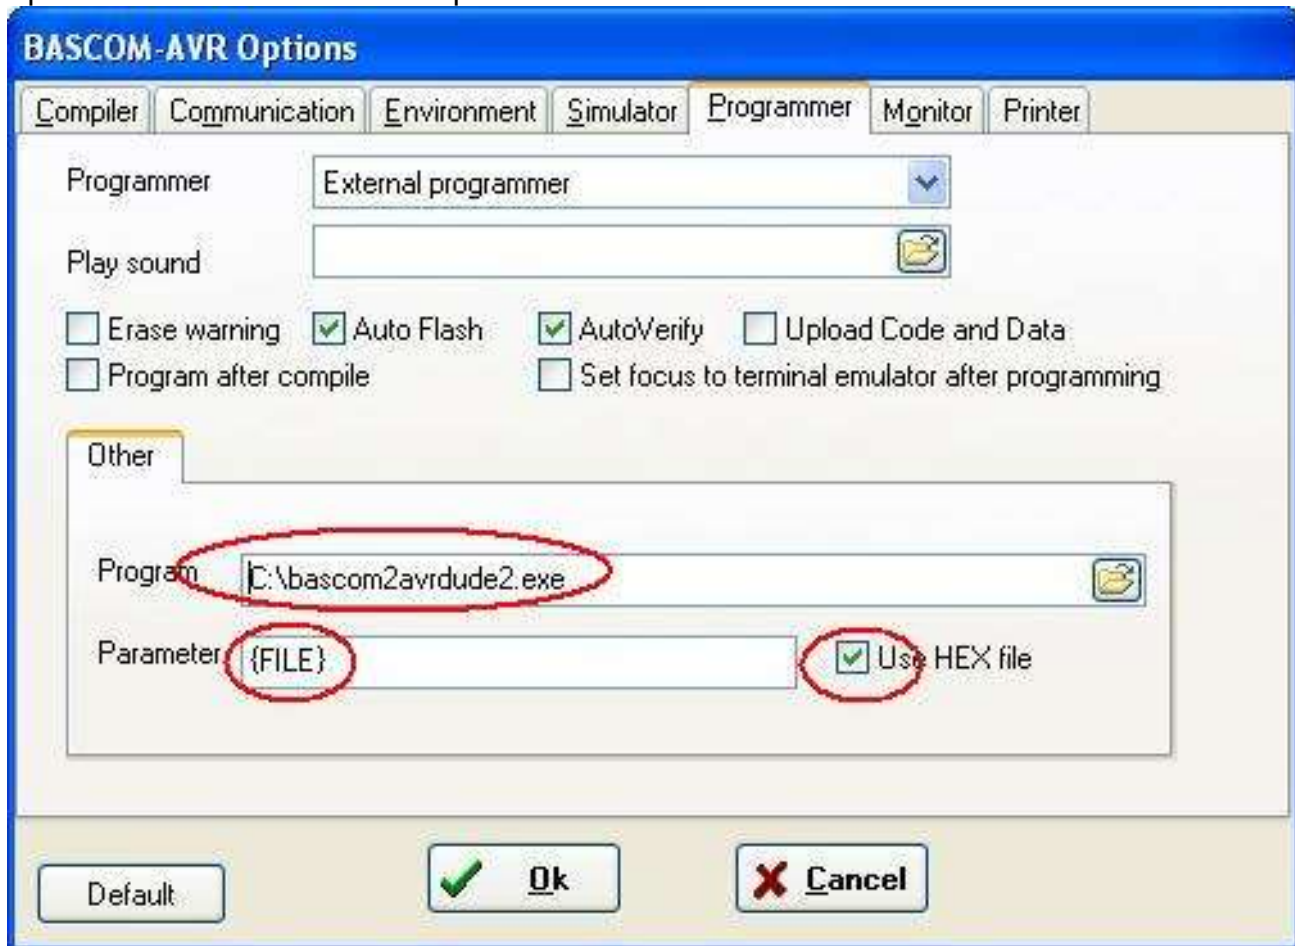 BASCOM-AVR Options
Compiler Communication Environment Simulator Programmer Monitor Printer
Programmer External programmer
Play sound
Erase warning Auto Flash AutoVerify Upload Code and Data
Program after compile Set focus to terminal emulator after programming
Other
Program C:\bascom2avrdude2.exe
Parameter {FILE} Use HEX file
Default Ok Cancel